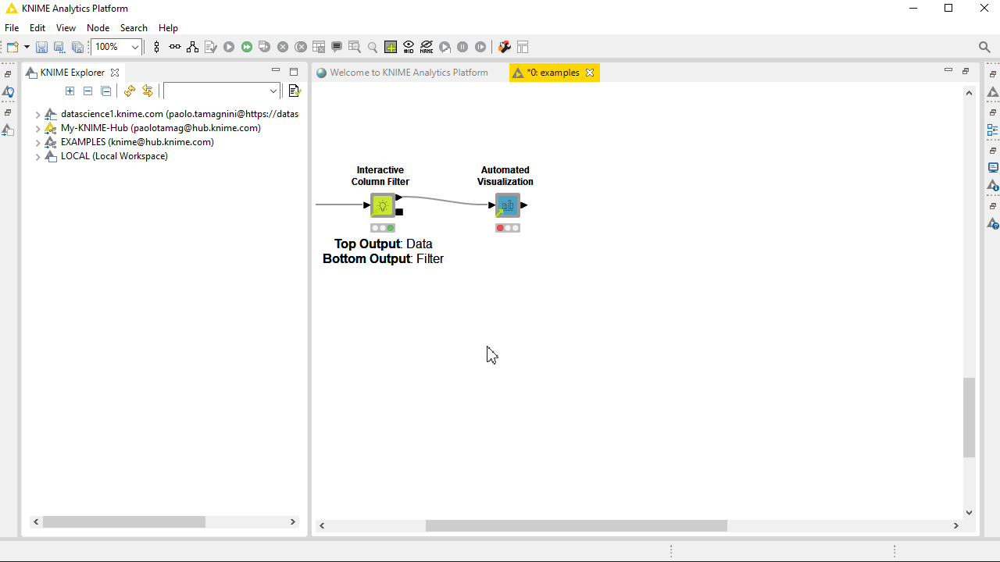 KNIME Analytics Platform
File Edit View Node Search Help
100%
#ID
NAME
KNIME Explorer
Welcome to KNIME Analytics Platform
*0: examples
datascience1.knime.com (paolo.tamagnini@https://datas
My-KNIME-Hub (paolotamag@hub.knime.com)
EXAMPLES (knime@hub.knime.com)
LOCAL (Local Workspace)
Interactive
Column Filter
Automated
Visualization
Top Output: Data
Bottom Output: Filter